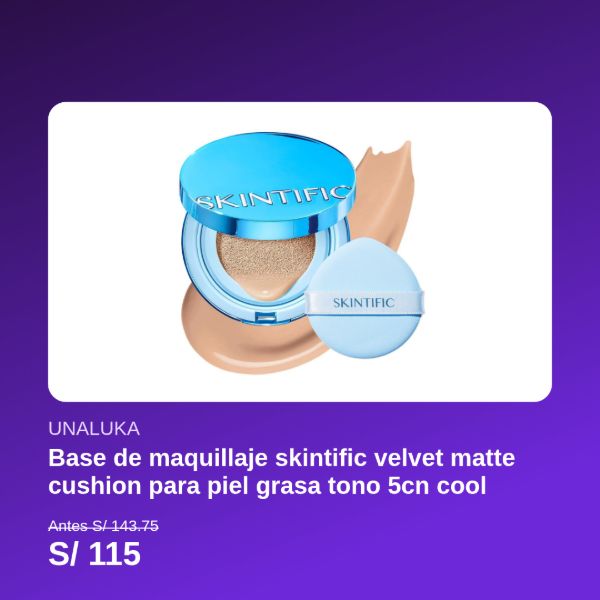 SKINTIFIC
SKINTIFIC
UNALUKA
Base de maquillaje skintific velvet matte
cushion para piel grasa tono 5cn cool
Antes S/ 143.75
S/ 115